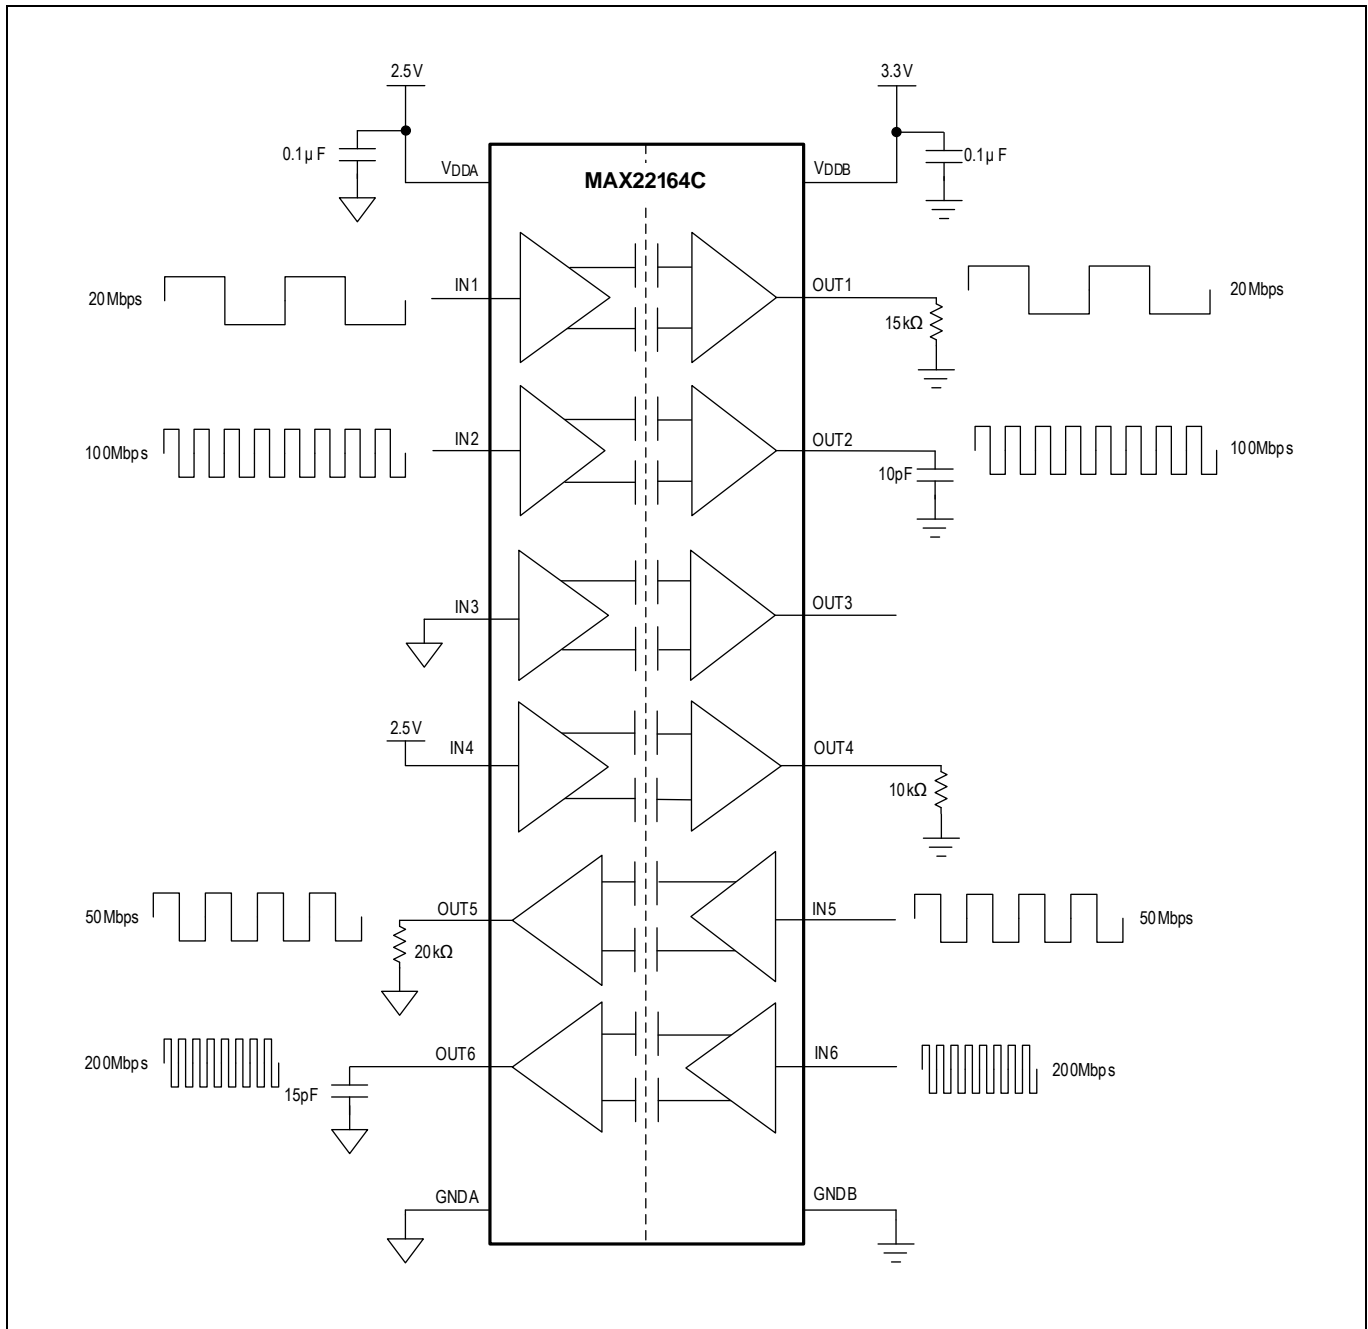 2.5V
3.3V
0.1µF
0.1µF
VDDA
VDDB
MAX22164C
20Mbps
IN1
OUT1
20Mbps
15kΩ
100Mbps
IN2
OUT2
100Mbps
10pF
IN3
OUT3
2.5V
IN4
OUT4
10kΩ
50Mbps
OUT5
IN5
50Mbps
20kΩ
200Mbps
OUT6
IN6
200Mbps
15pF
GNDA
GNDB